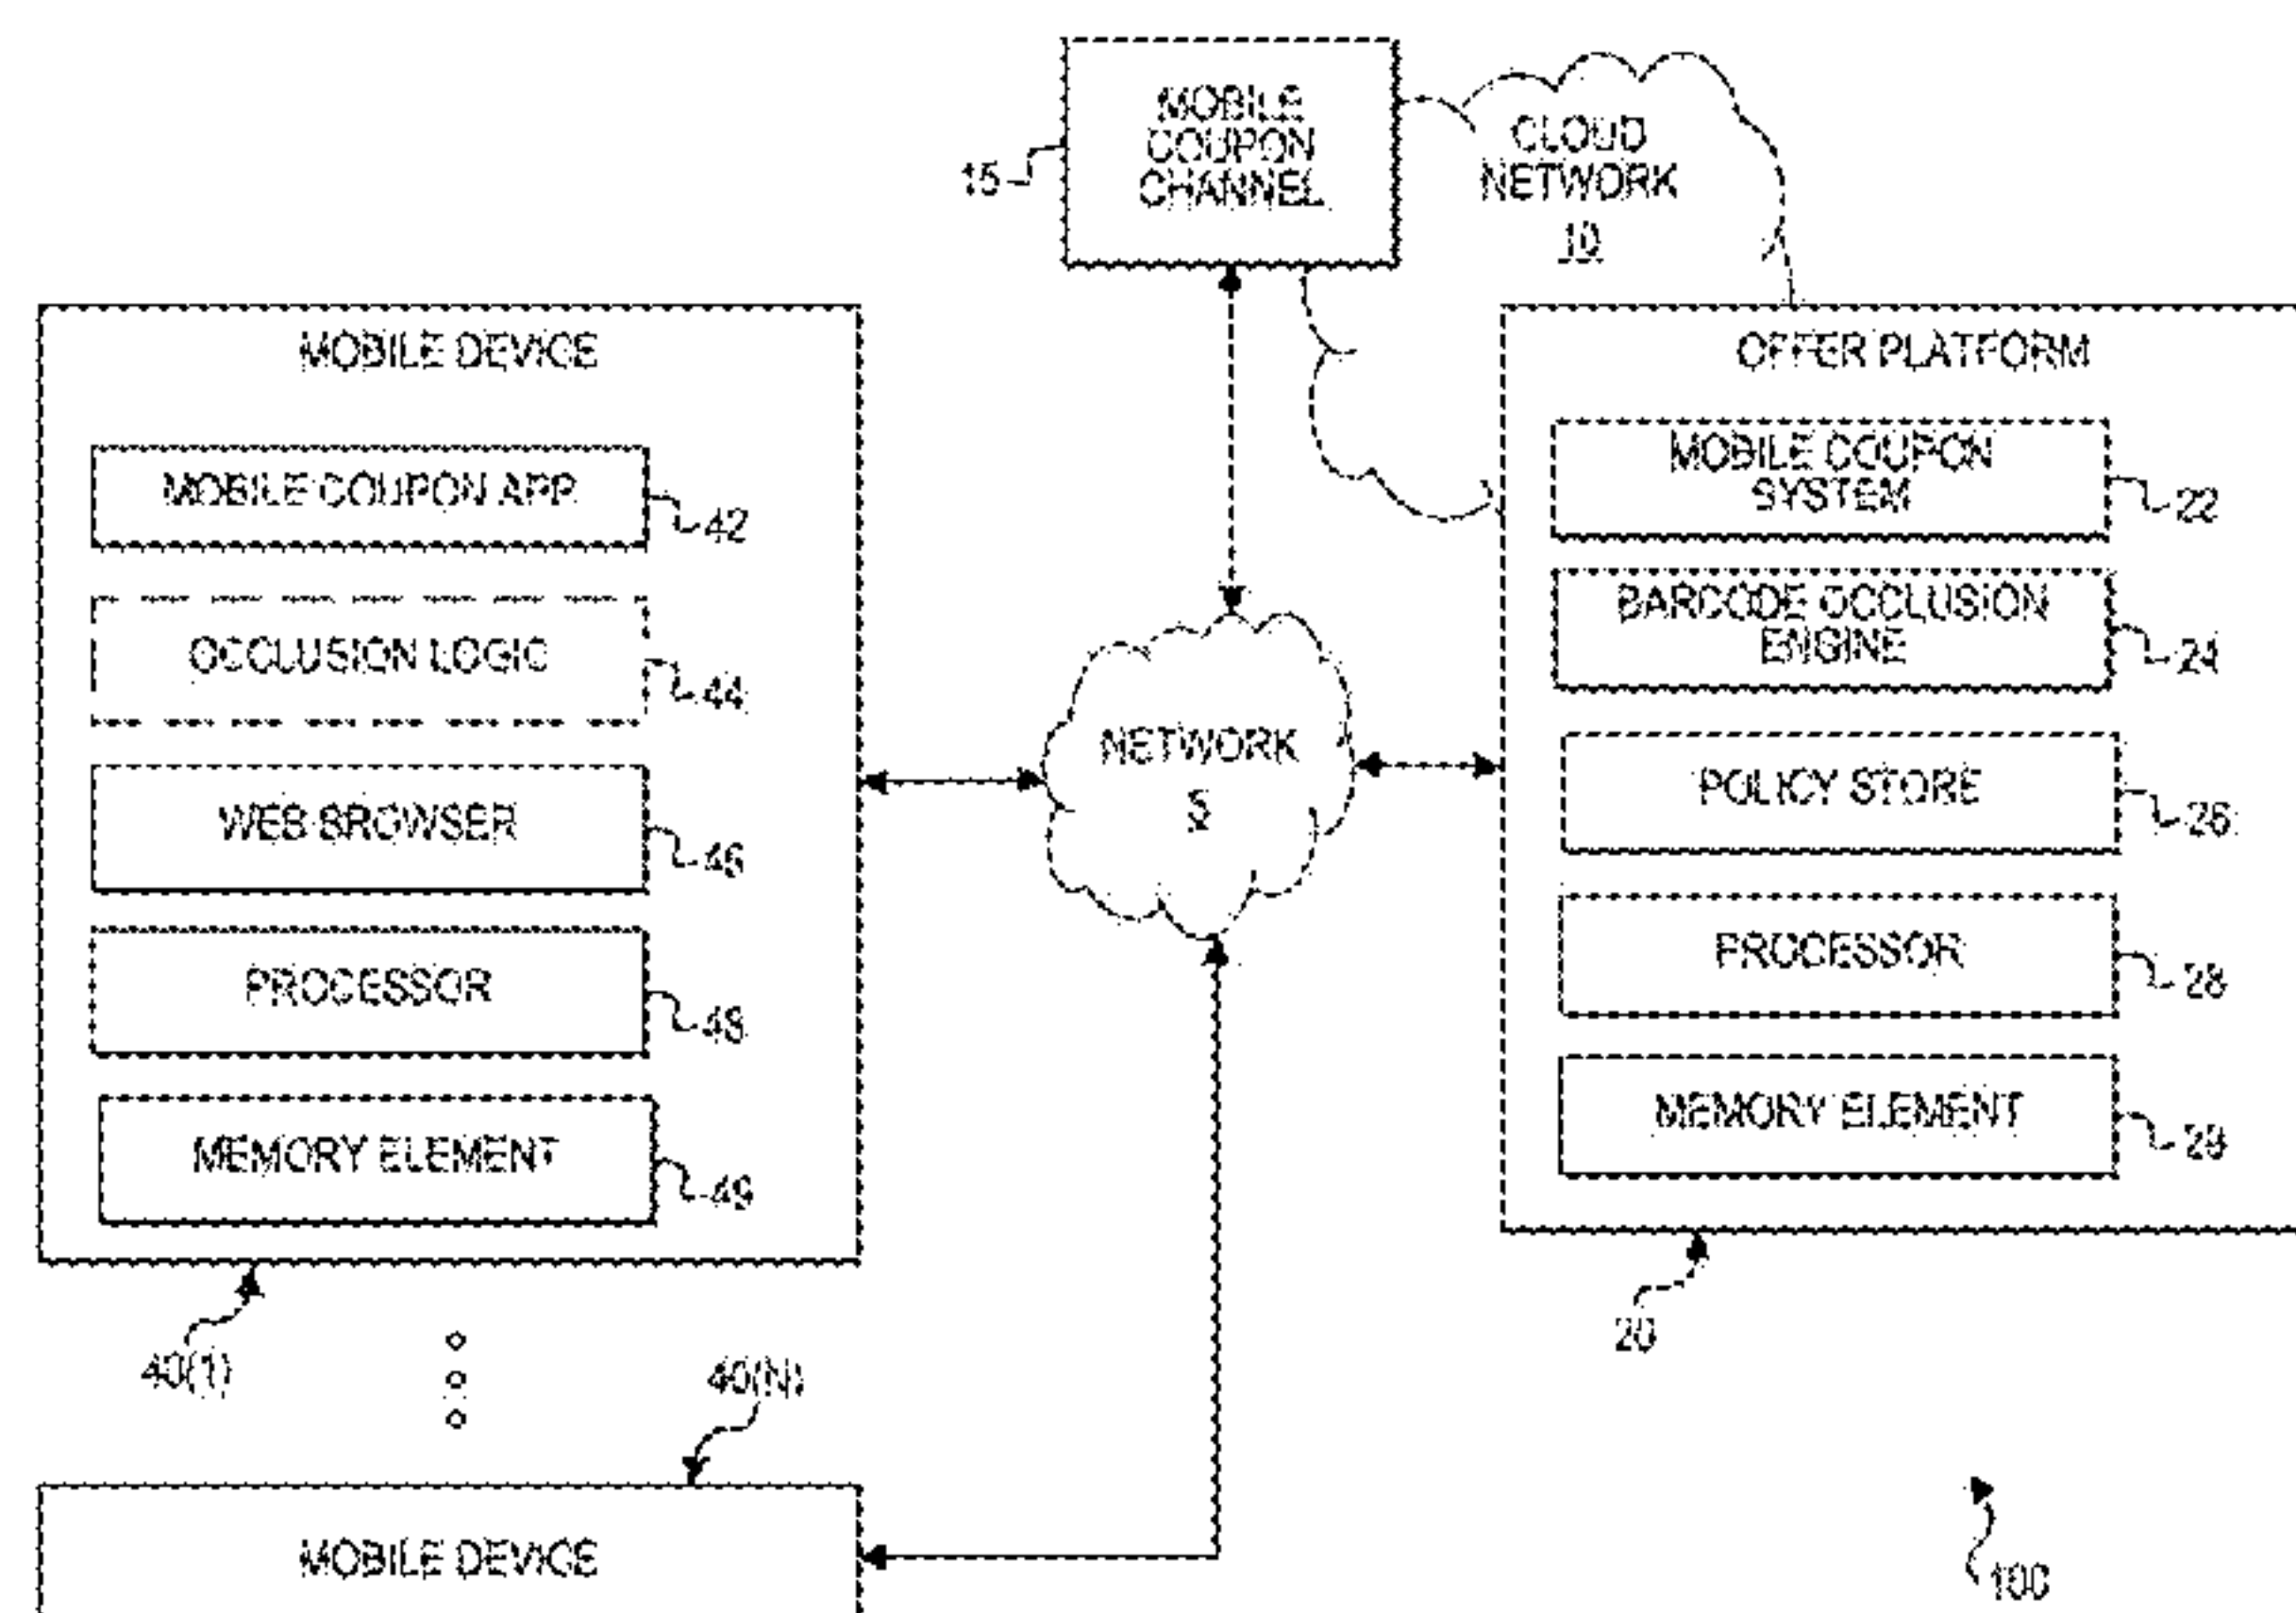 MOBILE
COUPON
CHANNEL
15
CLOUD
NETWORK
10
MOBILE DEVICE
MOBILE COUPON APP
42
OCCLUSION LOGIC
44
WEB BROWSER
46
PROCESSOR
48
MEMORY ELEMENT
49
40(1)
NETWORK
5
OFFER PLATFORM
MOBILE COUPON
SYSTEM
22
BARCODE OCCLUSION
ENGINE
24
POLICY STORE
26
PROCESSOR
28
MEMORY ELEMENT
29
20
40(N)
MOBILE DEVICE
100